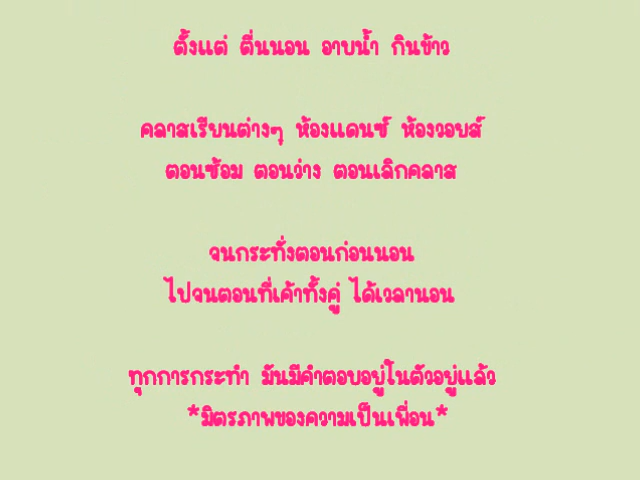 ตั้งแต่ ตื่นนอน อาบน้ำ กินข้าว
คลาสเรียนต่างๆ ห้องแดนซ์ ห้องวอยส์
ตอนซ้อม ตอนว่าง ตอนเลิกคลาส
จนกระทั่งตอนก่อนนอน
ไปจนตอนที่เค้าทั้งคู่ ได้เวลานอน
ทุกการกระทำ มันมีคำตอบอยู่ในตัวอยู่แล้ว
*มิตรภาพของความเป็นเพื่อน*